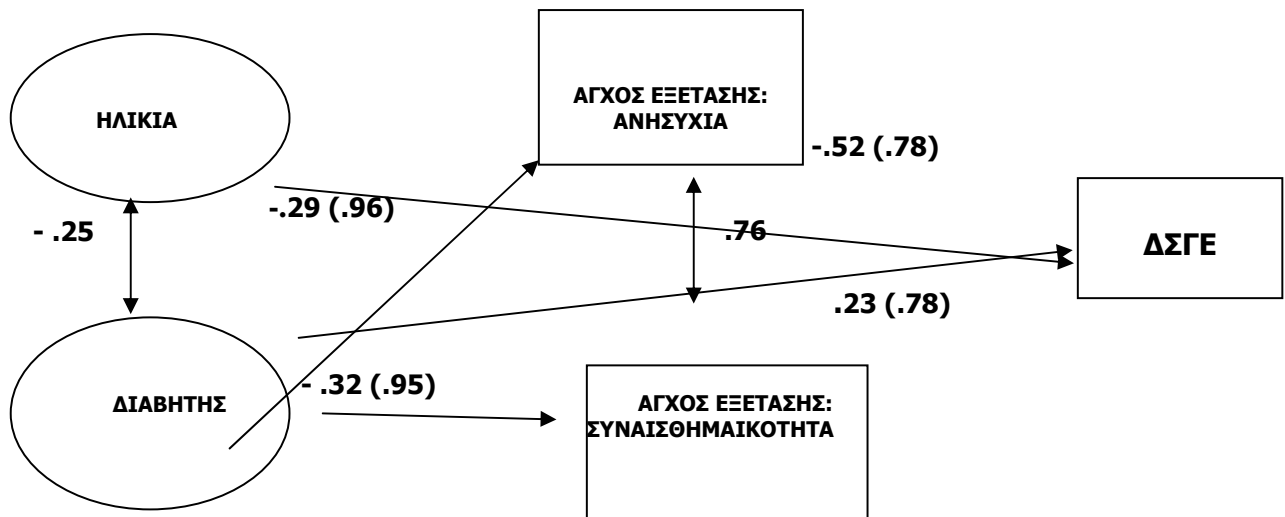 ΑΓΧΟΣ ΕΞΕΤΑΣΗΣ:
ΑΝΗΣΥΧΙΑ
ΗΛΙΚΙΑ
-.52 (.78)
-.29 (.96)
- .25
.76
ΔΣΓΕ
.23 (.78)
- .32 (.95)
ΔΙΑΒΗΤΗΣ
ΑΓΧΟΣ ΕΞΕΤΑΣΗΣ:
ΣΥΝΑΙΣΘΗΜΑΙΚΟΤΗΤΑ